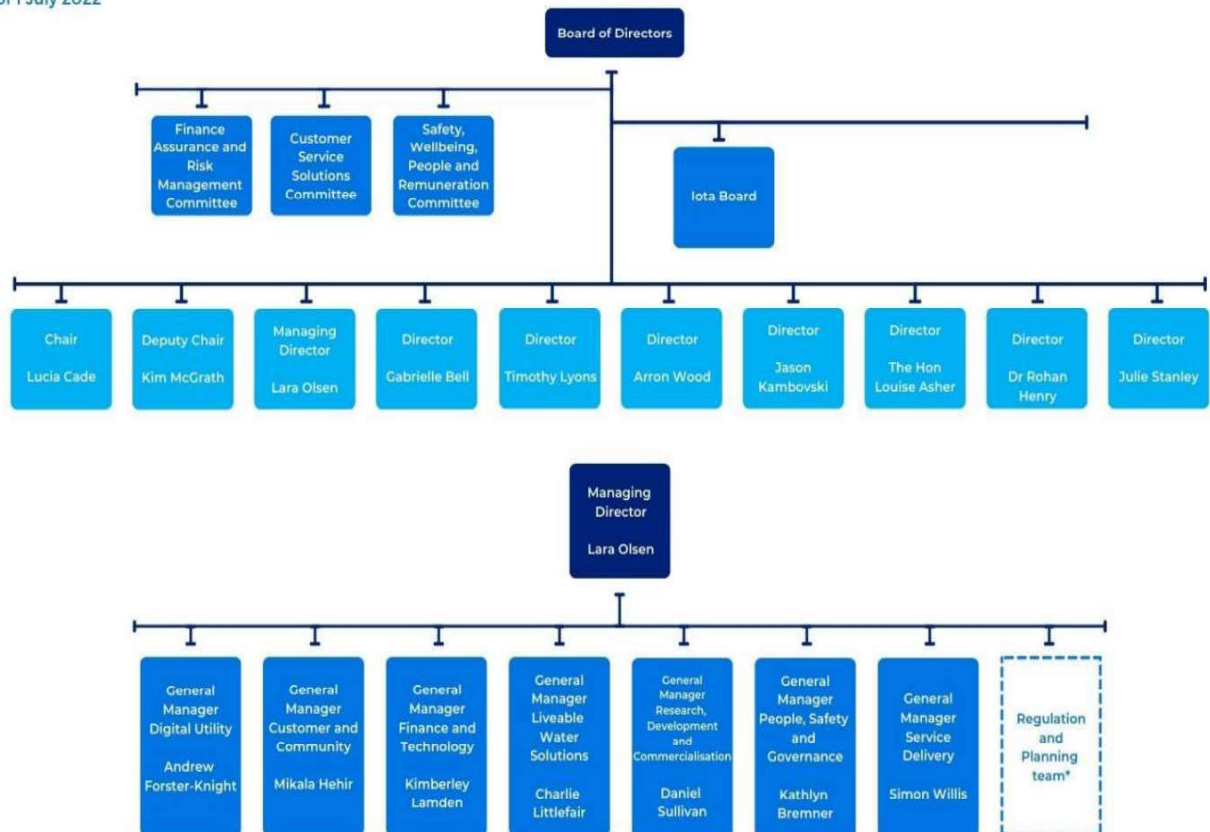 1 July 2022
Board of Directors
Finance
Assurance and
Risk
Management
Committee
Customer
Service
Solutions
Committee
Safety,
Wellbeing,
People and
Remuneration
Committee
Iota Board
Chair
Lucia Cade
Deputy Chair
Kim McGrath
Managing
Director
Lara Olsen
Director
Gabrielle Bell
Director
Timothy Lyons
Director
Arron Wood
Director
Jason
Kambovski
Director
The Hon
Louise Asher
Director
Dr Rohan
Henry
Director
Julie Stanley
Managing
Director
Lara Olsen
General
Manager
Digital Utility
Andrew
Forster-Knight
General
Manager
Customer and
Community
Mikala Hehir
General
Manager
Finance and
Technology
Kimberley
Lamden
General
Manager
Liveable
Water
Solutions
Charlie
Littlefair
General
Manager
Research,
Development
and
Commercialisation
Daniel
Sullivan
General
Manager
People, Safety
and
Governance
Kathlyn
Bremner
General
Manager
Service
Delivery
Simon Willis
Regulation
and
Planning
team*